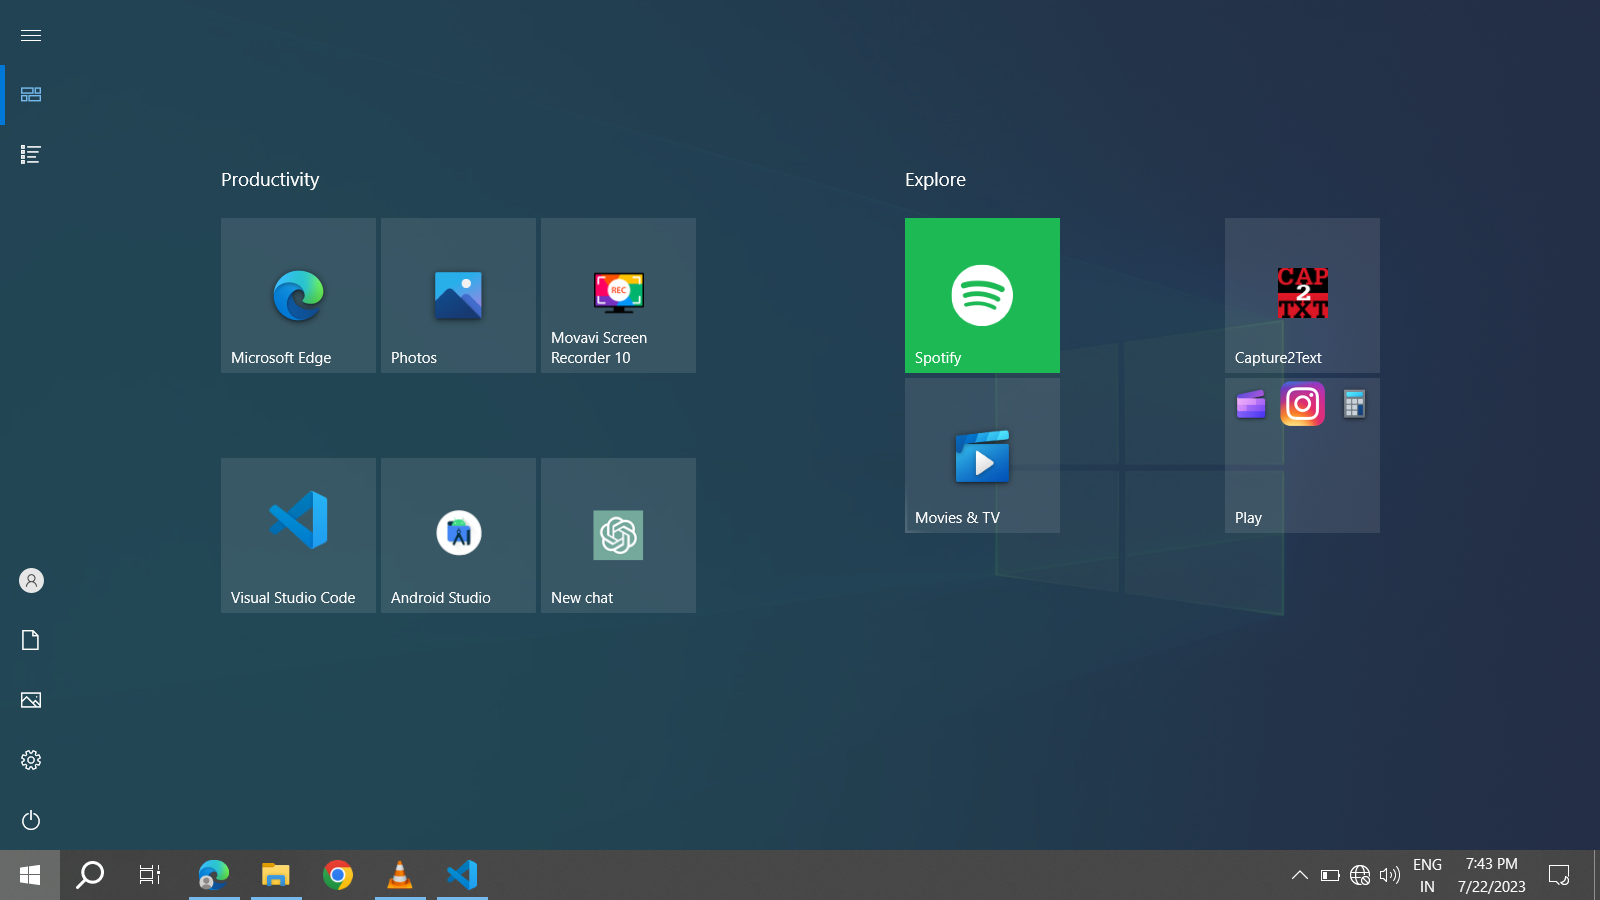 Productivity
Explore
Microsoft Edge
Photos
REC
Movavi Screen
Recorder 10
Spotify
CAP
2
TXT
Capture2Text
Movies & TV
Play
Visual Studio Code
Android Studio
New chat
ENG
IN
7:43 PM
7/22/2023